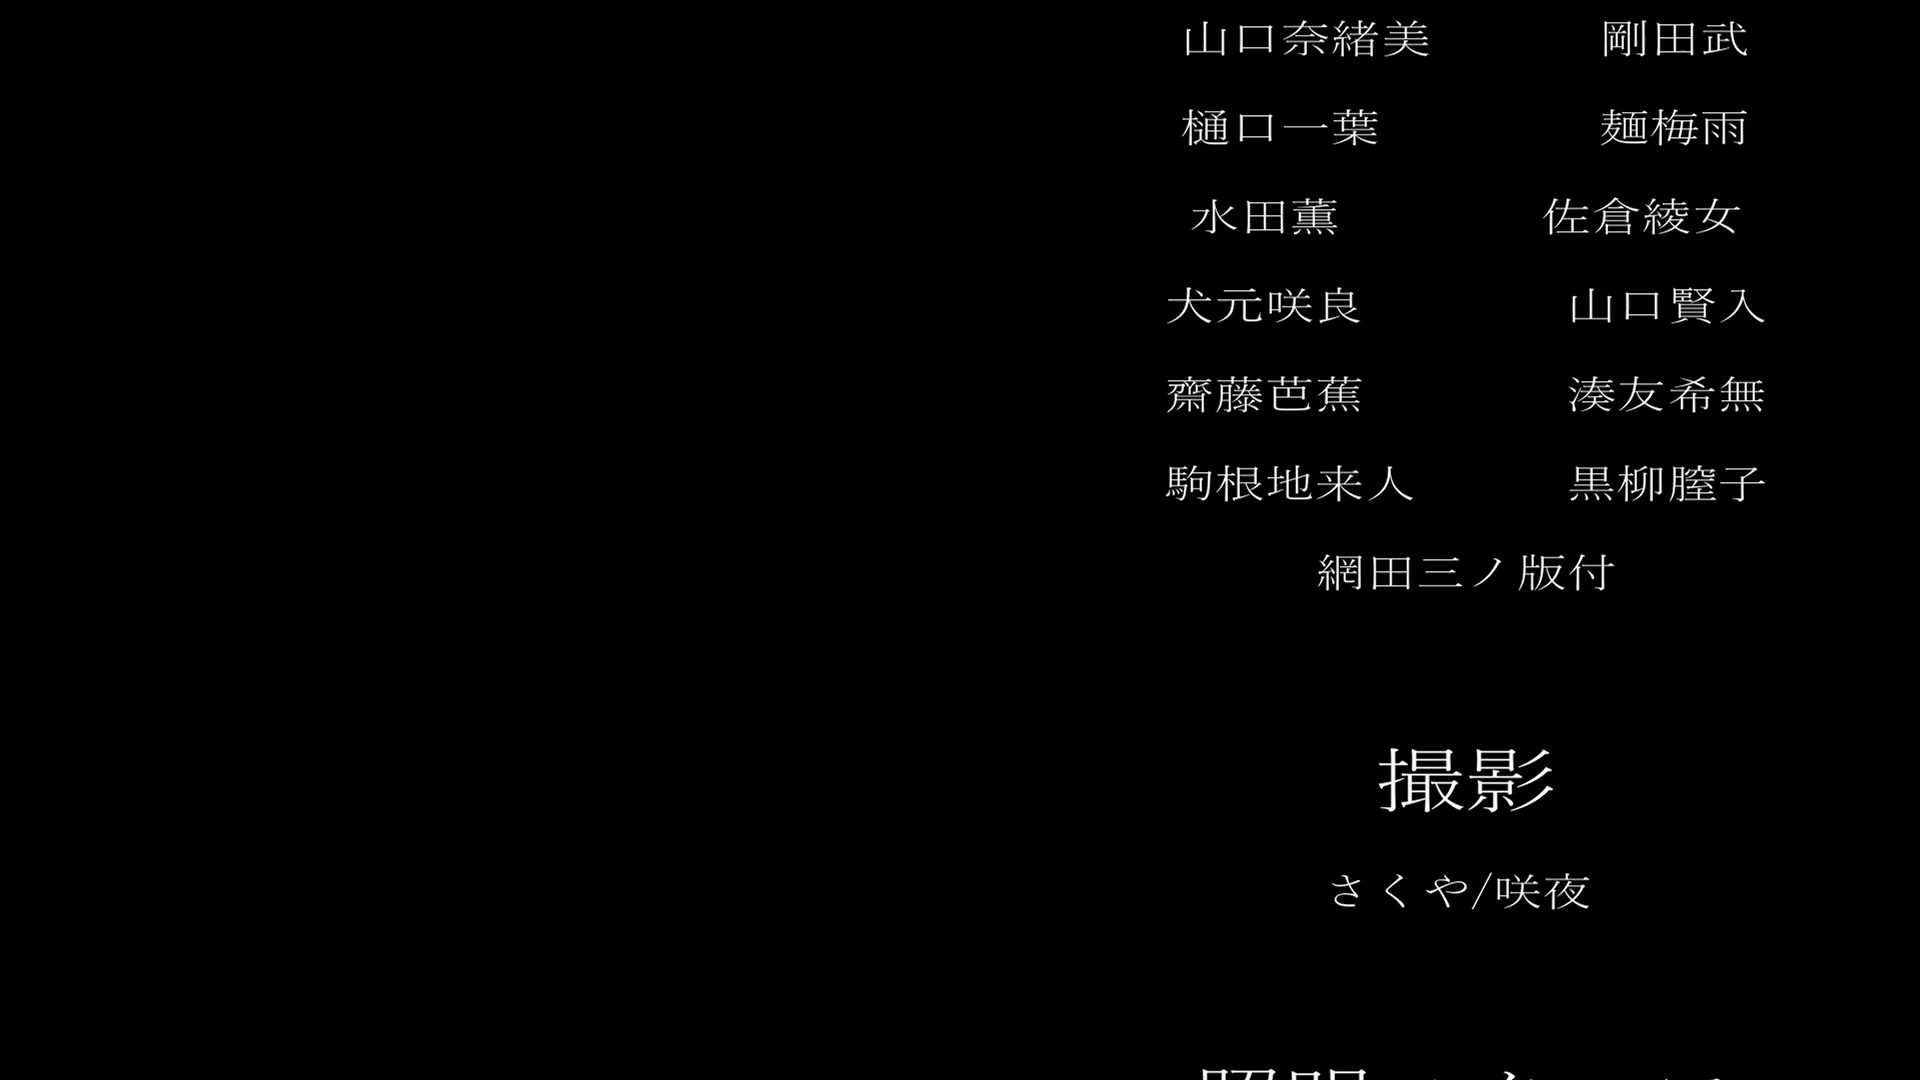 山口奈緒美 剛田武
樋口一葉 麺梅雨
水田薫 佐倉綾女
犬元咲良 山口賢入
齋藤芭蕉 湊友希無
駒根地来人 黒柳膣子
網田三ノ版付
撮影
さくや/咲夜